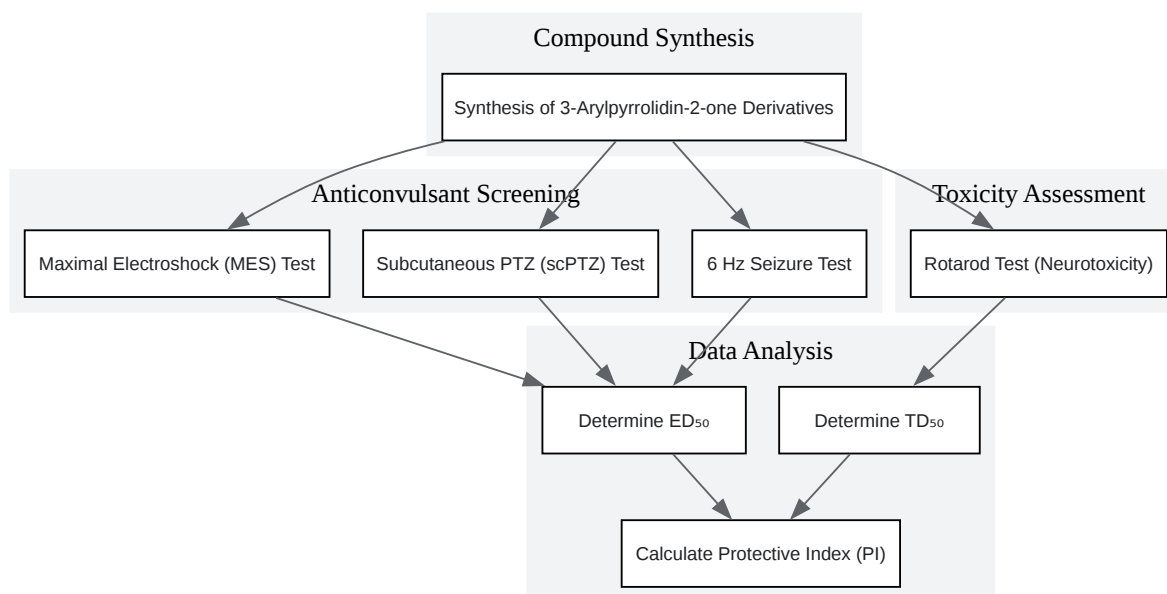 Compound Synthesis
Synthesis of 3-Arylpyrrolidin-2-one Derivatives
Anticonvulsant Screening
Toxicity Assessment
Maximal Electroshock (MES) Test
Subcutaneous PTZ (scPTZ) Test
6 Hz Seizure Test
Rotarod Test (Neurotoxicity)
Data Analysis
Determine ED₅₀
Determine TD₅₀
Calculate Protective Index (PI)